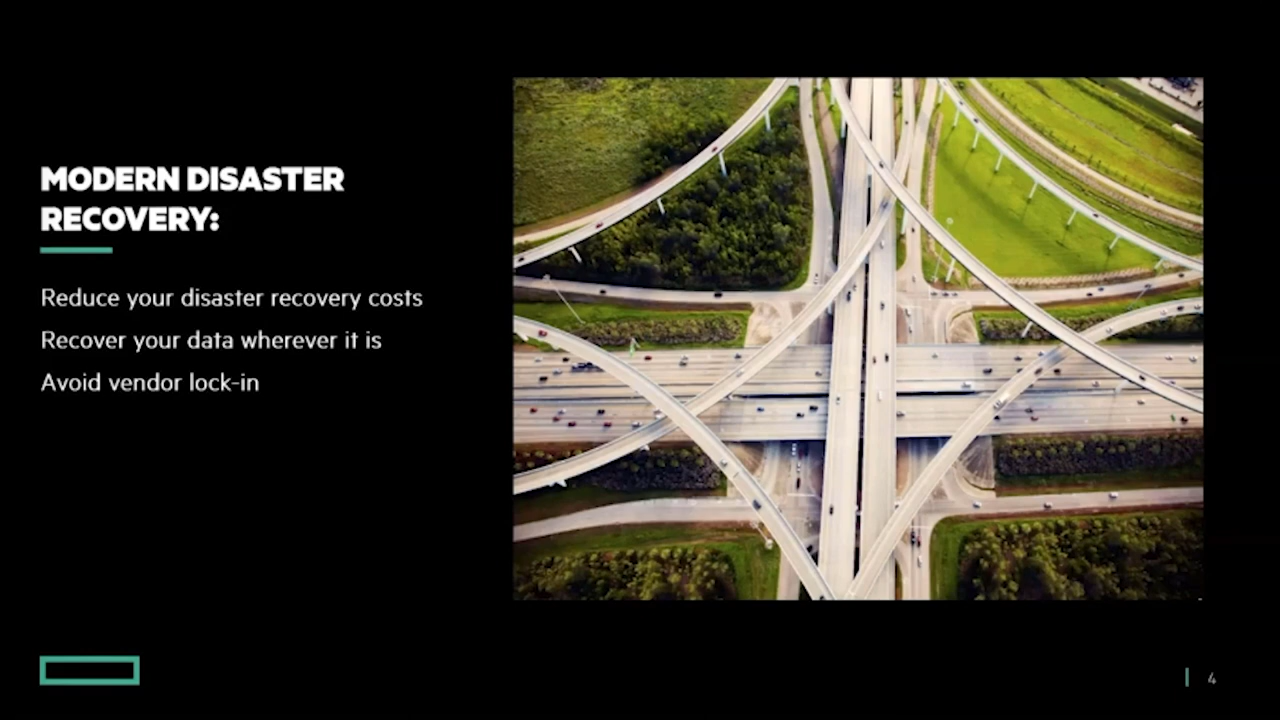 MODERN DISASTER
RECOVERY:
Reduce your disaster recovery costs
Recover your data wherever it is
Avoid vendor lock-in
4